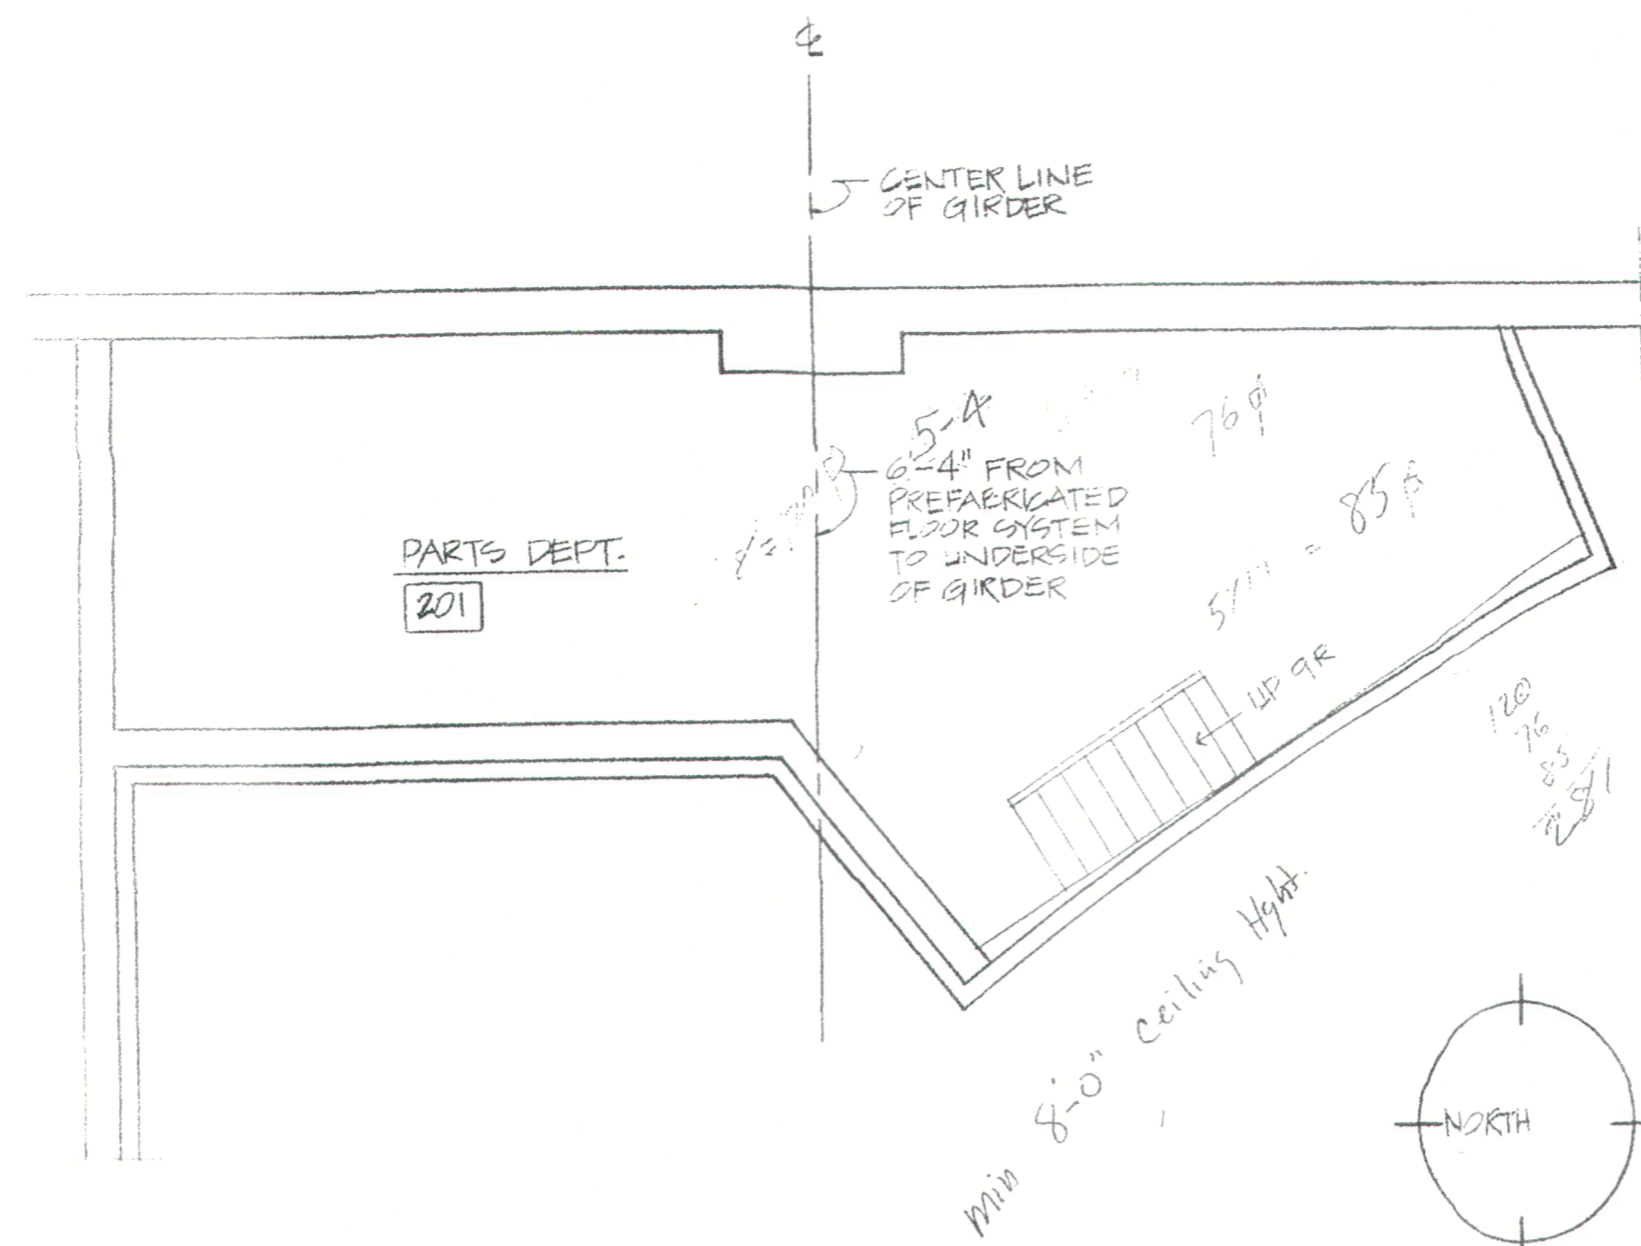 ℄
CENTER LINE
OF GIRDER
5-4
6'-4" FROM
PREFABRICATED
FLOOR SYSTEM
TO UNDERSIDE
OF GIRDER
PARTS DEPT.
201
76
= 85
UP 9R
120
76
85
281
Min 8'-0" Ceiling Hght.
NORTH